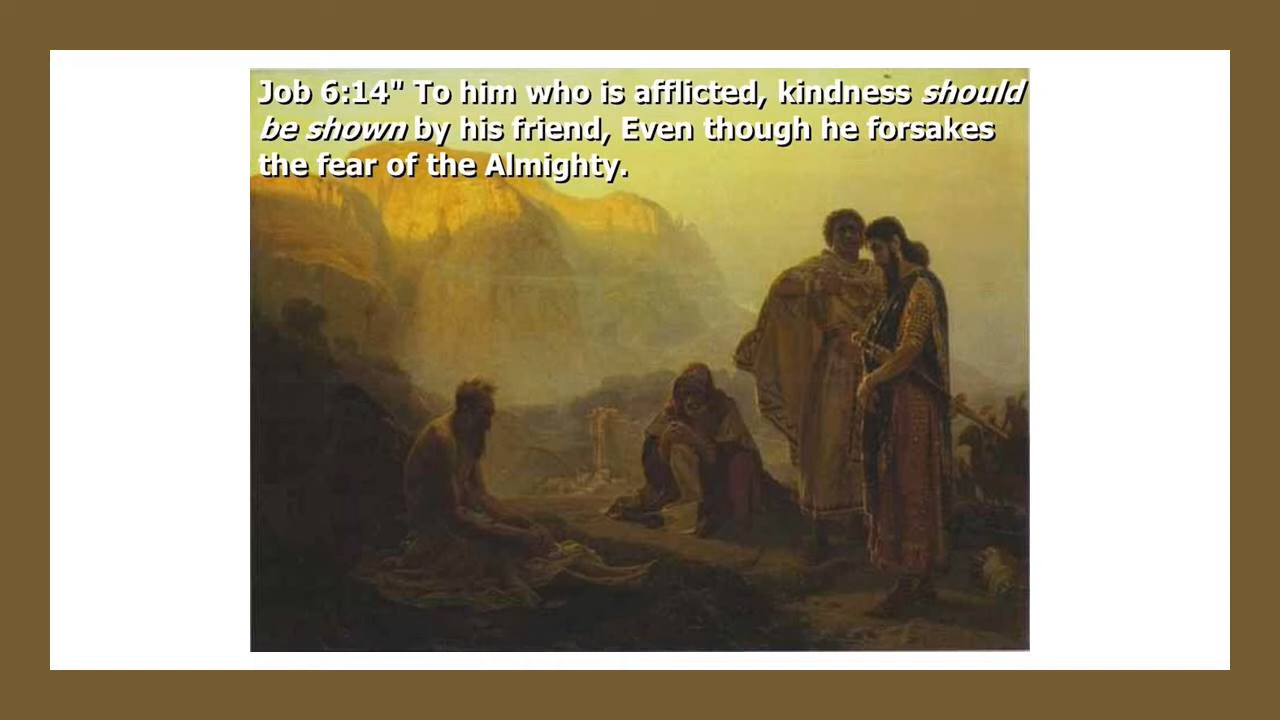 Job 6:14" To him who is afflicted, kindness should
be shown by his friend, Even though he forsakes
the fear of the Almighty.